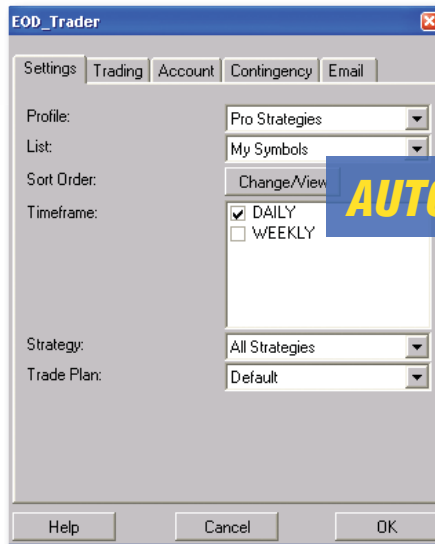 EOD_Trader
Settings Trading Account Contingency Email
Profile: Pro Strategies
List: My Symbols
Sort Order: Change/View
Timeframe: DAILY
WEEKLY
Strategy: All Strategies
Trade Plan: Default
Help Cancel OK